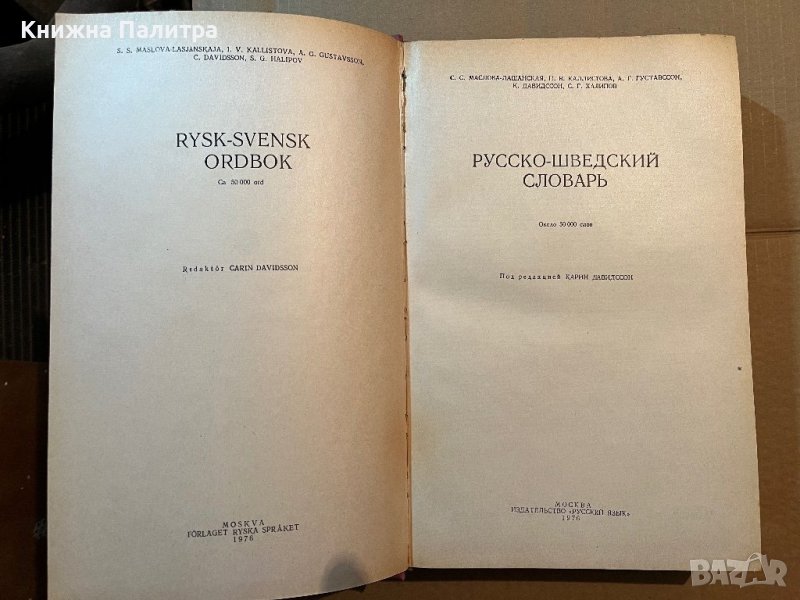 Книжна Палитра
S. S. MASLOVA-LASJANSKAJA, I. V. KALLISTOVA, A. G. GUSTAVSSON,
C. DAVIDSSON, S. G. HALIPOV
RYSK-SVENSK
ORDBOK
Ca 50 000 ord
Redaktör CARIN DAVIDSSON
MOSKVA
FÖRLAGET RYSKA SPRÅKET
1976
С. С. МАСЛОВА-ЛАШАНСКАЯ, И. В. КАЛЛИСТОВА, А. Г. ГУСТАВССОН,
К. ДАВИДССОН, С. Г. ХАЛИПОВ
РУССКО-ШВЕДСКИЙ
СЛОВАРЬ
Около 50 000 слов
Под редакцией КАРИН ДАВИДССОН
МОСКВА
ИЗДАТЕЛЬСТВО «РУССКИЙ ЯЗЫК»
1976
BAZAR